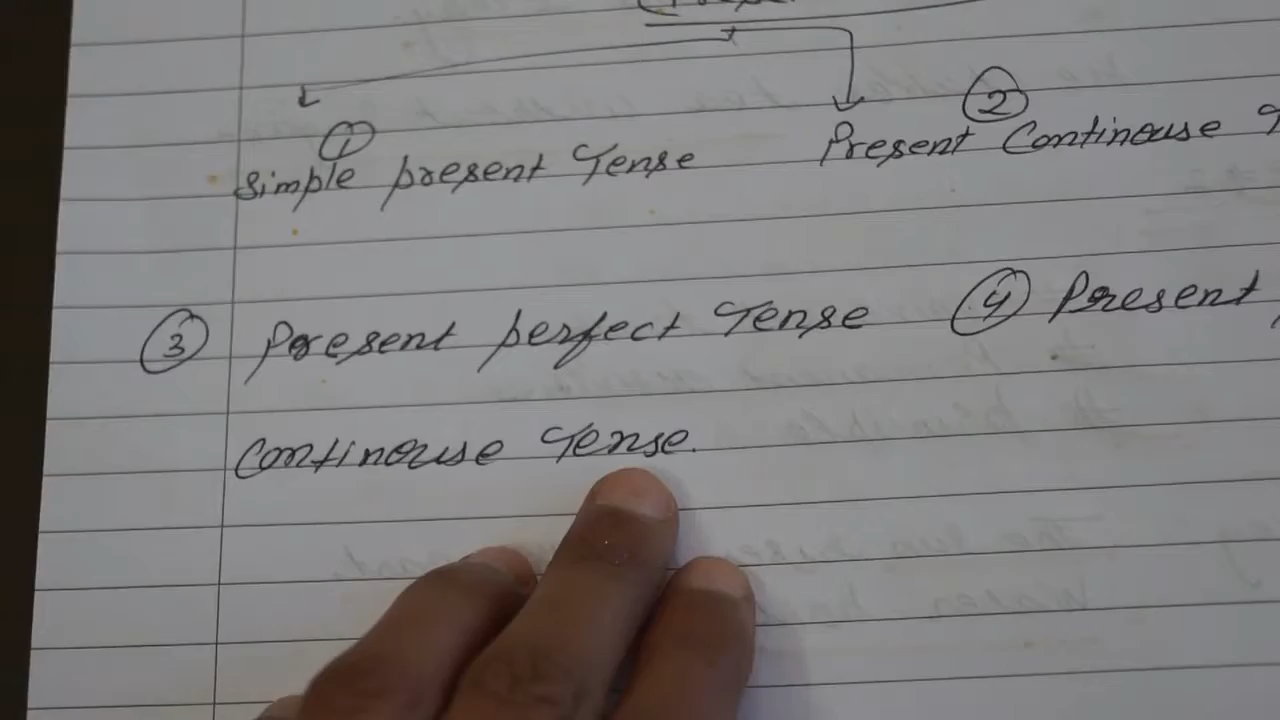 ① ②
Simple present Tense Present Continouse
③ Present perfect Tense ④ Present
Continouse Tense.